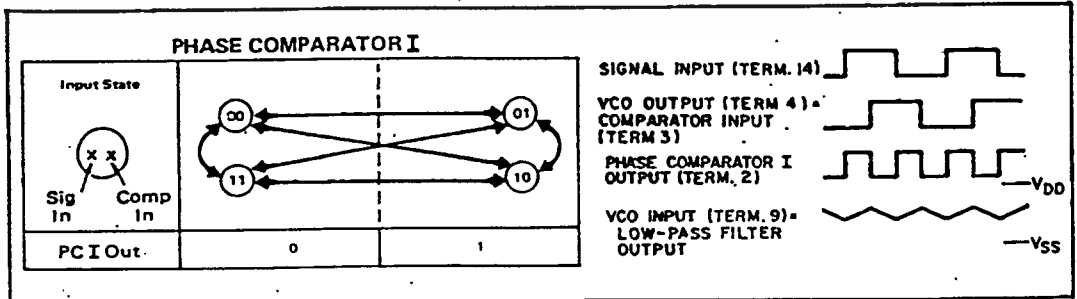 PHASE COMPARATOR I
Input State
X X
Sig In
Comp In
00
01
11
10
PC I Out
0
1
SIGNAL INPUT (TERM. 14)
VCO OUTPUT (TERM 4) =
COMPARATOR INPUT
(TERM 3)
PHASE COMPARATOR I
OUTPUT (TERM. 2)
VDD
VCO INPUT (TERM. 9) =
LOW-PASS FILTER
OUTPUT
VSS